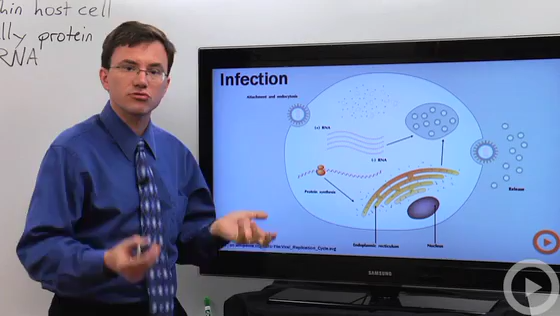 hin host cell
lly protein
RNA
Infection
Attachment and endocytosis
(+) RNA
(-) RNA
Protein synthesis
Release
Endoplasmic reticulum
Nucleus
SAMSUNG